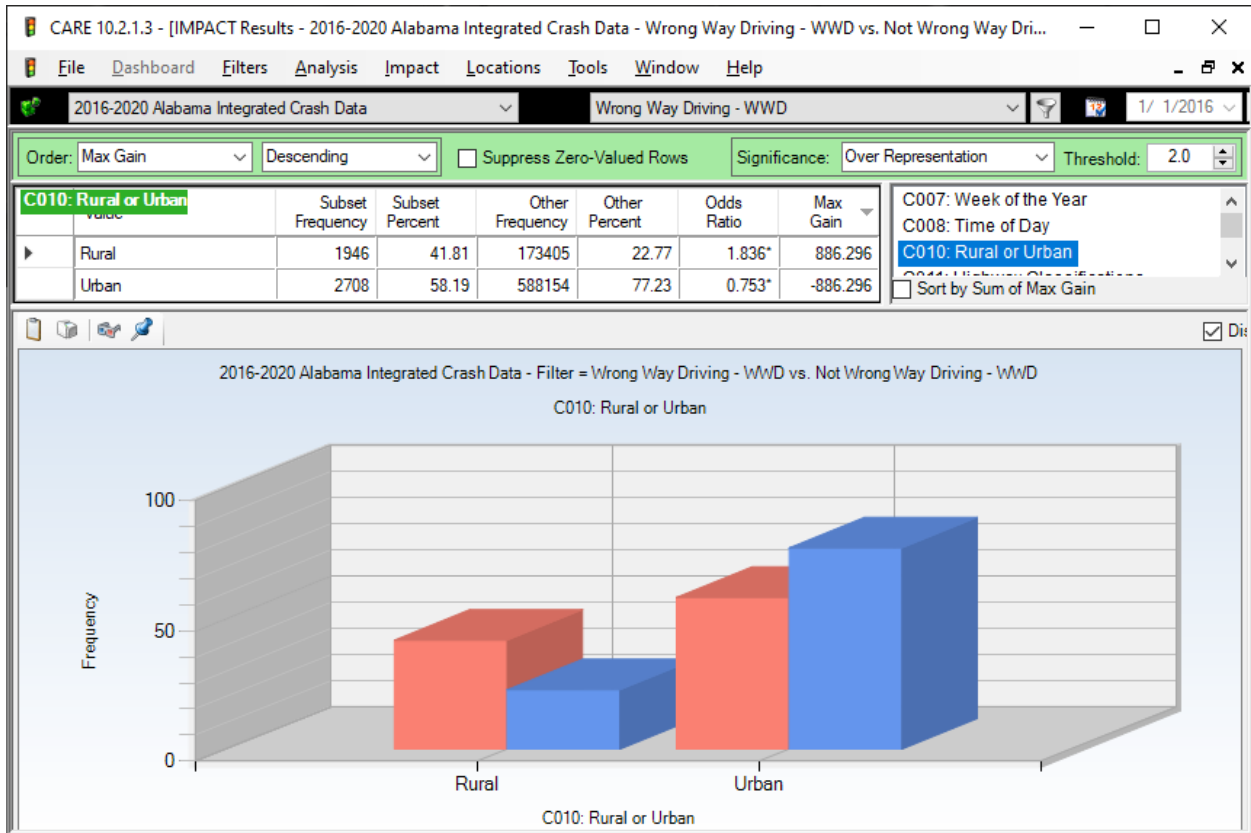 CARE 10.2.1.3 - [IMPACT Results - 2016-2020 Alabama Integrated Crash Data - Wrong Way Driving - WWD vs. Not Wrong Way Dri...
File Dashboard Filters Analysis Impact Locations Tools Window Help
2016-2020 Alabama Integrated Crash Data Wrong Way Driving - WWD 1/ 1/2016
Order: Max Gain Descending Suppress Zero-Valued Rows Significance: Over Representation Threshold: 2.0
C010: Rural or Urban Subset Frequency Subset Percent Other Frequency Other Percent Odds Ratio Max Gain
Rural 1946 41.81 173405 22.77 1.836* 886.296
Urban 2708 58.19 588154 77.23 0.753* -886.296
C007: Week of the Year
C008: Time of Day
C010: Rural or Urban
Sort by Sum of Max Gain
2016-2020 Alabama Integrated Crash Data - Filter = Wrong Way Driving - WWD vs. Not Wrong Way Driving - WWD
C010: Rural or Urban
100
50
0
Frequency
Rural Urban
C010: Rural or Urban